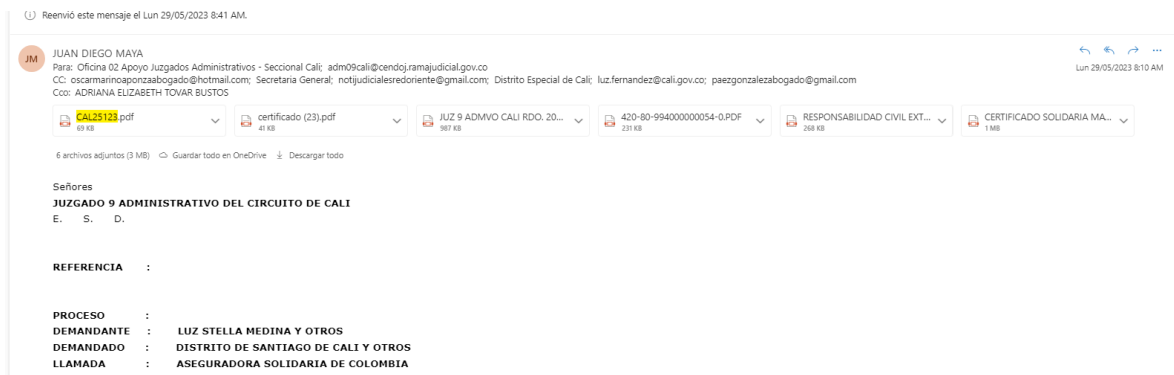 Reenvió este mensaje el Lun 29/05/2023 8:41 AM.
JM
JUAN DIEGO MAYA
Para: Oficina 02 Apoyo Juzgados Administrativos - Seccional Cali; adm09cali@cendoj.ramajudicial.gov.co
CC: oscarmarinoaponzaabogado@hotmail.com; Secretaria General; notijudicialesredoriente@gmail.com; Distrito Especial de Cali; luz.fernandez@cali.gov.co; paezgonzalezabogado@gmail.com
Cco: ADRIANA ELIZABETH TOVAR BUSTOS
Lun 29/05/2023 8:10 AM
CAL25123.pdf
69 KB
certificado (23).pdf
41 KB
JUZ 9 ADMVO CALI RDO. 20...
987 KB
420-80-994000000054-0.PDF
231 KB
RESPONSABILIDAD CIVIL EXT...
268 KB
CERTIFICADO SOLIDARIA MA...
1 MB
6 archivos adjuntos (3 MB) Guardar todo en OneDrive Descargar todo
Señores
JUZGADO 9 ADMINISTRATIVO DEL CIRCUITO DE CALI
E. S. D.
REFERENCIA :
PROCESO :
DEMANDANTE : LUZ STELLA MEDINA Y OTROS
DEMANDADO : DISTRITO DE SANTIAGO DE CALI Y OTROS
LLAMADA : ASEGURADORA SOLIDARIA DE COLOMBIA